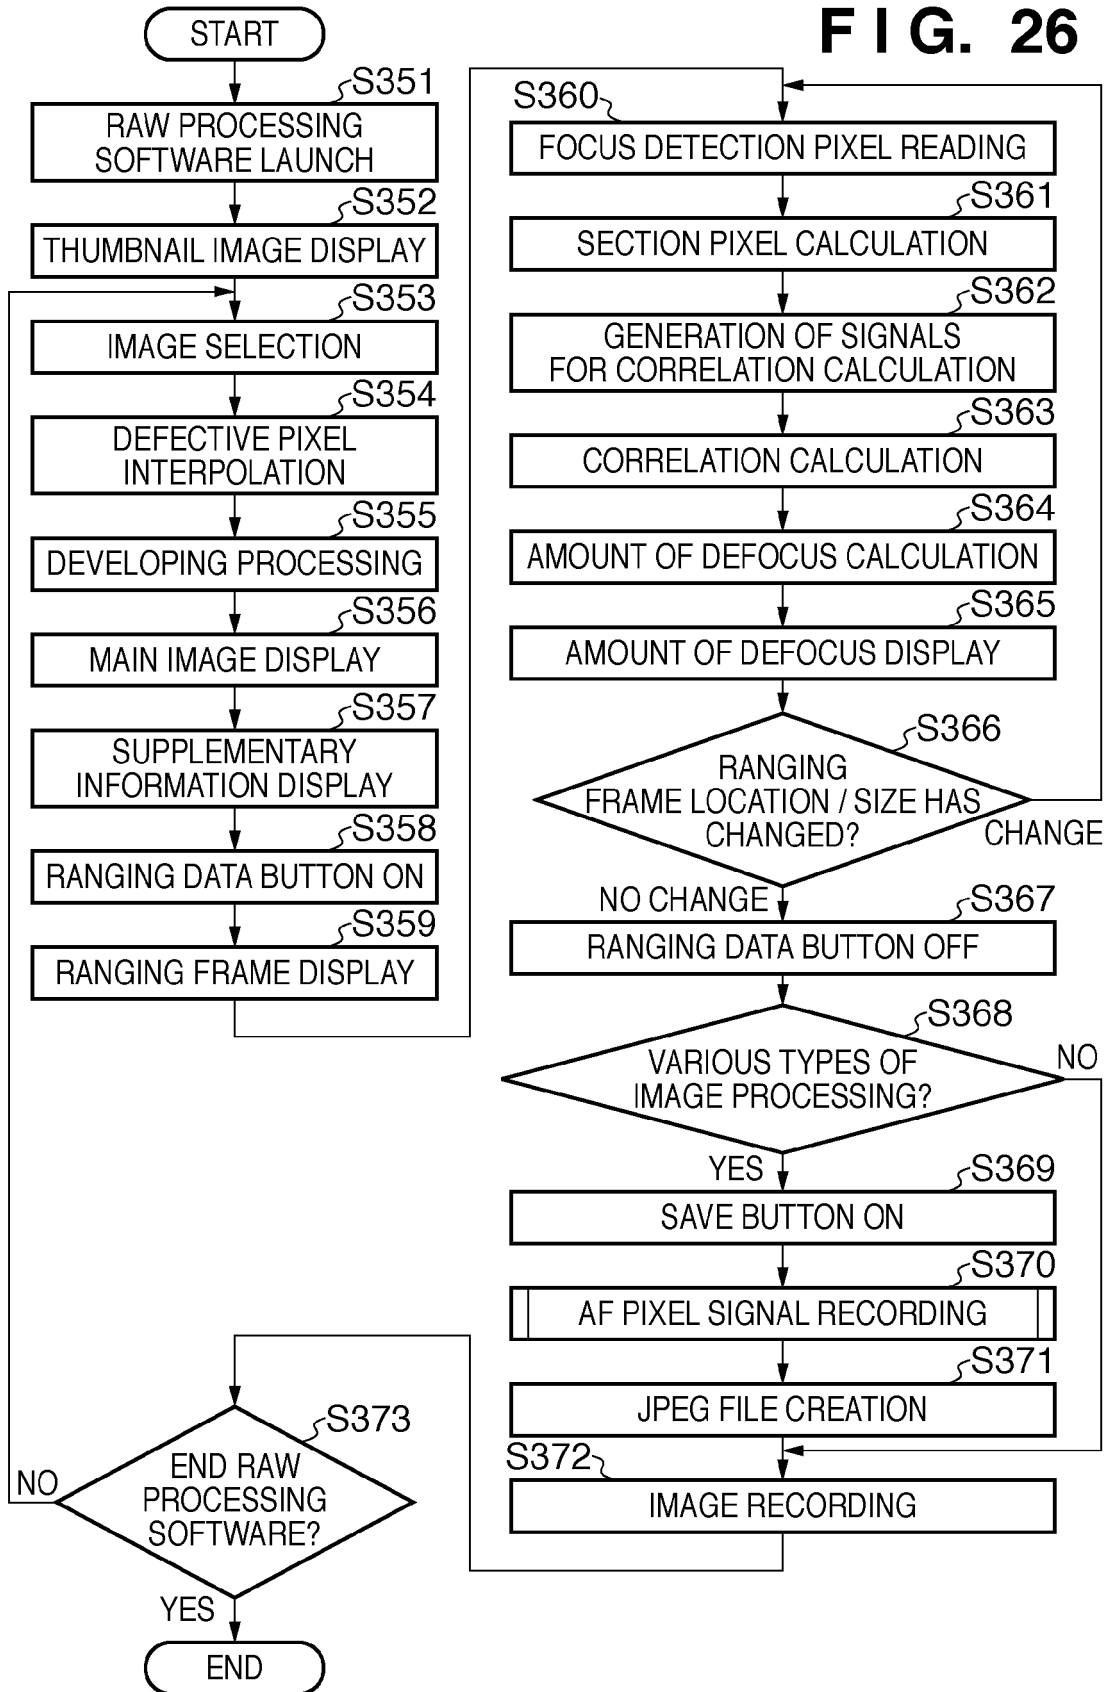 FIG. 26
START
S351
RAW PROCESSING
SOFTWARE LAUNCH
S352
THUMBNAIL IMAGE DISPLAY
S353
IMAGE SELECTION
S354
DEFECTIVE PIXEL
INTERPOLATION
S355
DEVELOPING PROCESSING
S356
MAIN IMAGE DISPLAY
S357
SUPPLEMENTARY
INFORMATION DISPLAY
S358
RANGING DATA BUTTON ON
S359
RANGING FRAME DISPLAY
S360
FOCUS DETECTION PIXEL READING
S361
SECTION PIXEL CALCULATION
S362
GENERATION OF SIGNALS
FOR CORRELATION CALCULATION
S363
CORRELATION CALCULATION
S364
AMOUNT OF DEFOCUS CALCULATION
S365
AMOUNT OF DEFOCUS DISPLAY
S366
RANGING
FRAME LOCATION / SIZE HAS
CHANGED?
CHANGE
NO CHANGE
S367
RANGING DATA BUTTON OFF
S368
VARIOUS TYPES OF
IMAGE PROCESSING?
NO
YES
S369
SAVE BUTTON ON
S370
AF PIXEL SIGNAL RECORDING
S371
JPEG FILE CREATION
S372
IMAGE RECORDING
S373
END RAW
PROCESSING
SOFTWARE?
NO
YES
END